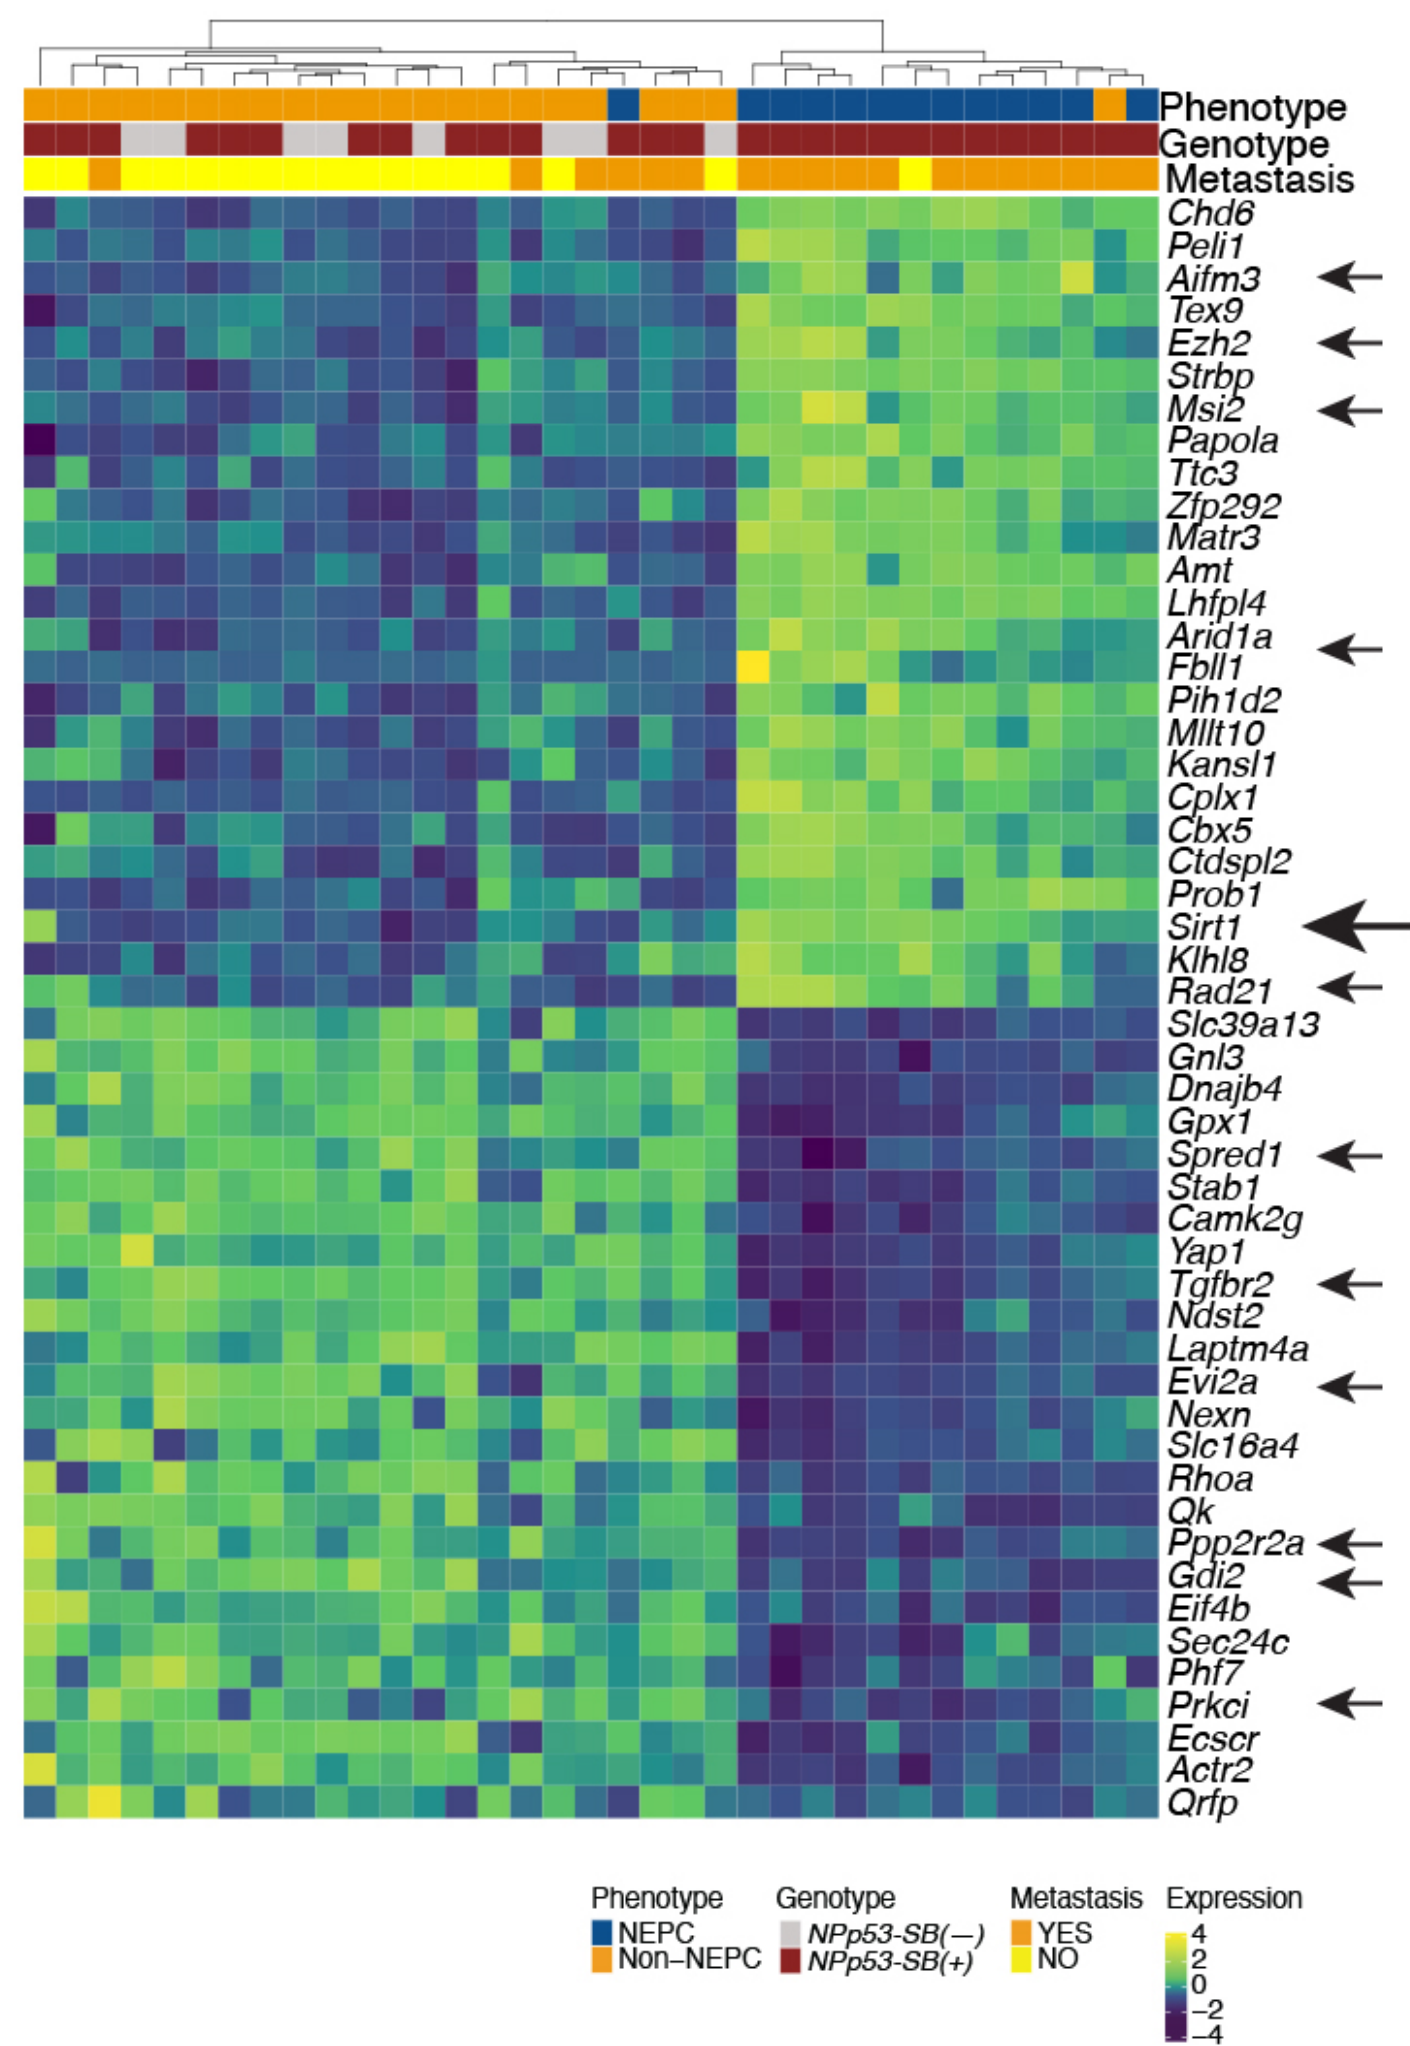 Phenotype
Genotype
Metastasis
Chd6
Peli1
Aifm3
Tex9
Ezh2
Strbp
Msi2
Papola
Ttc3
Zfp292
Matr3
Amt
Lhfpl4
Arid1a
Fbll1
Pih1d2
Mllt10
Kansl1
Cplx1
Cbx5
Ctdspl2
Prob1
Sirt1
Klhl8
Rad21
Slc39a13
Gnl3
Dnajb4
Gpx1
Spred1
Stab1
Camk2g
Yap1
Tgfbr2
Ndst2
Laptm4a
Evi2a
Nexn
Slc16a4
Rhoa
Qk
Ppp2r2a
Gdi2
Eif4b
Sec24c
Phf7
Prkci
Ecscr
Actr2
Qrfp
Phenotype Genotype Metastasis Expression
NEPC NPp53-SB(—) YES 4
Non–NEPC NPp53-SB(+) NO 2
0
−2
−4